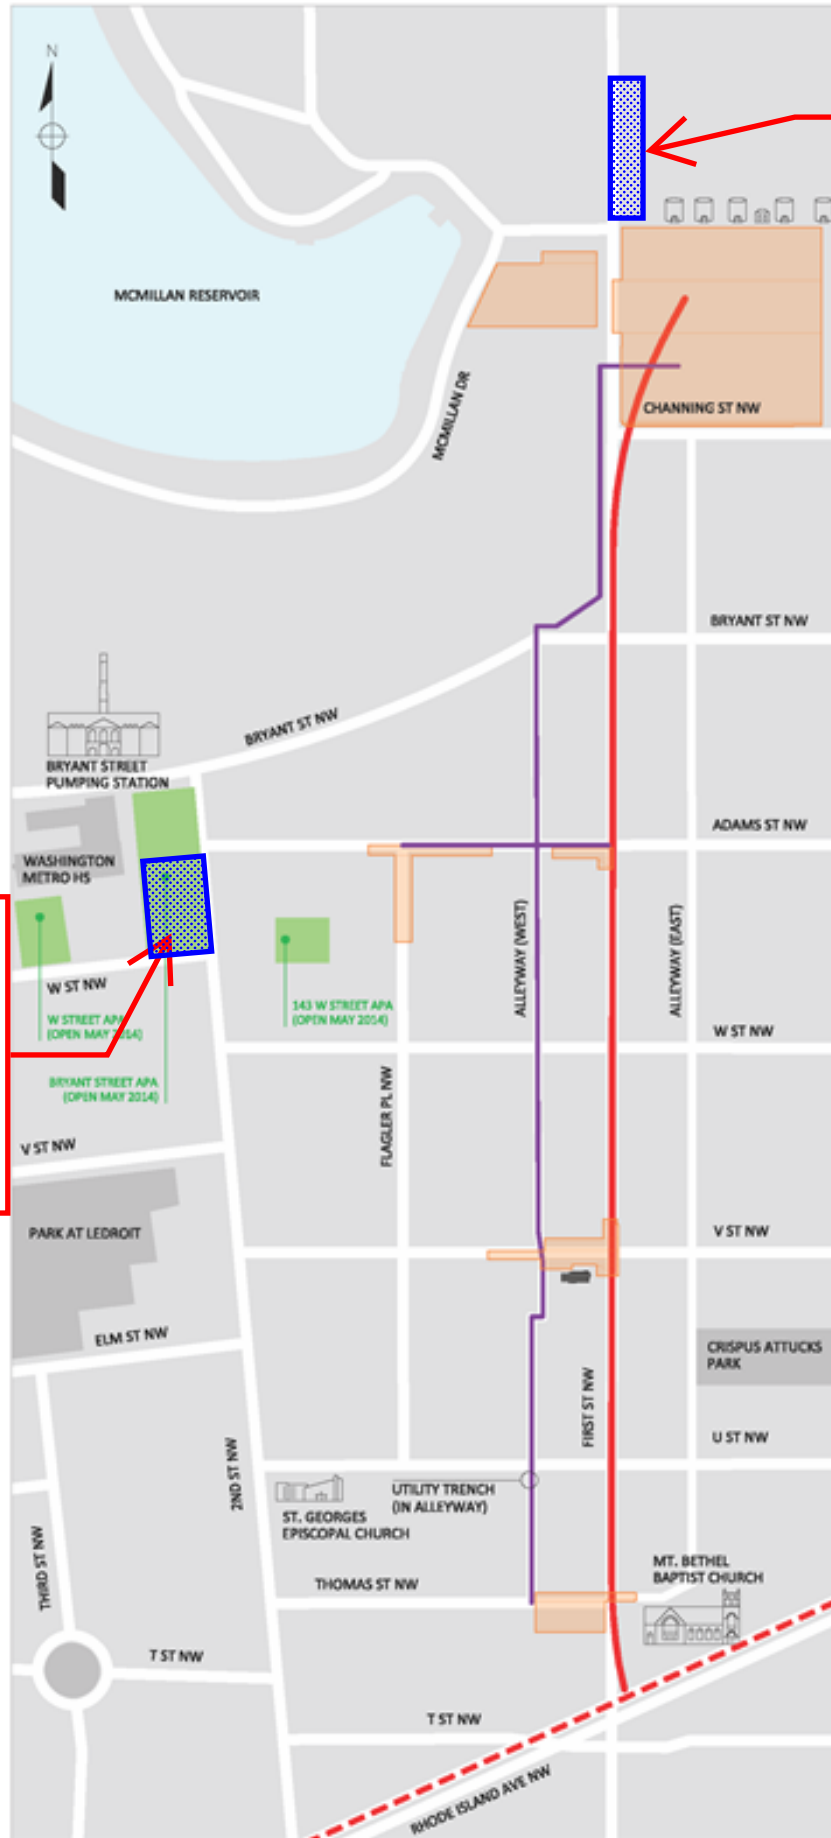 N
MCMILLAN RESERVOIR
MCMILLAN DR
CHANNING ST NW
BRYANT ST NW
BRYANT ST NW
BRYANT STREET
PUMPING STATION
ADAMS ST NW
WASHINGTON
METRO HS
ALLEYWAY (WEST)
ALLEYWAY (EAST)
W ST NW
W STREET APA
(OPEN MAY 2014)
143 W STREET APA
(OPEN MAY 2014)
W ST NW
BRYANT STREET APA
(OPEN MAY 2014)
FLAGLER PL NW
V ST NW
PARK AT LEDROIT
V ST NW
ELM ST NW
CRISPUS ATTUCKS
PARK
FIRST ST NW
U ST NW
2ND ST NW
UTILITY TRENCH
(IN ALLEYWAY)
ST. GEORGES
EPISCOPAL CHURCH
THIRD ST NW
MT. BETHEL
BAPTIST CHURCH
THOMAS ST NW
T ST NW
T ST NW
RHODE ISLAND AVE NW